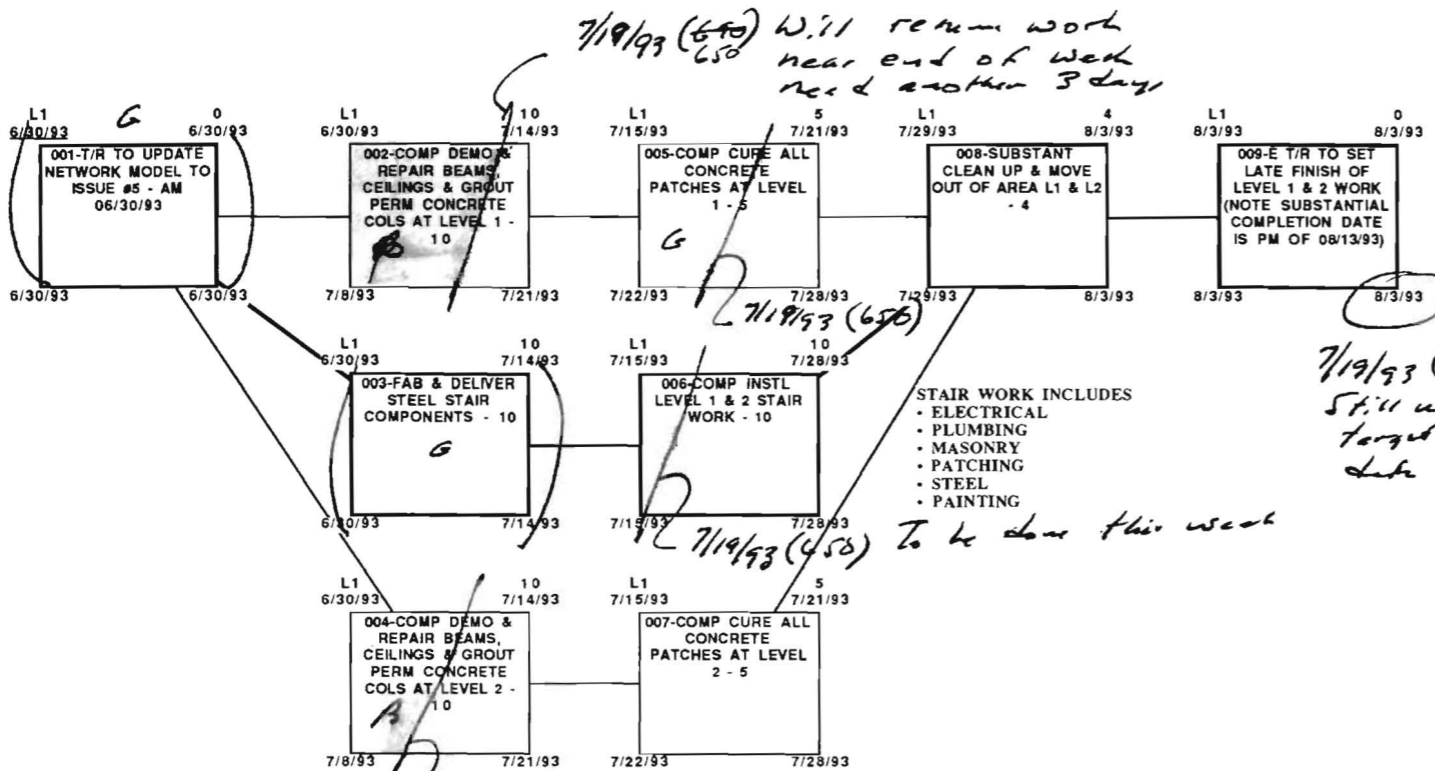 7/19/93 (690) Will resume work
650 near end of week
need another 3 days
L1 G 0
6/30/93 6/30/93
001-T/R TO UPDATE
NETWORK MODEL TO
ISSUE #5 - AM
06/30/93
6/30/93 6/30/93
L1 10
6/30/93 7/14/93
002-COMP DEMO &
REPAIR BEAMS,
CEILINGS & GROUT
PERM CONCRETE
COLS AT LEVEL 1 -
10
B
7/8/93 7/21/93
L1 5
7/15/93 7/21/93
005-COMP CURE ALL
CONCRETE
PATCHES AT LEVEL
1 - 5
G
7/22/93 7/28/93
7/19/93 (650)
L1 4
7/29/93 8/3/93
008-SUBSTANT
CLEAN UP & MOVE
OUT OF AREA L1 & L2
- 4
7/29/93 8/3/93
L1 0
8/3/93 8/3/93
009-E T/R TO SET
LATE FINISH OF
LEVEL 1 & 2 WORK
(NOTE SUBSTANTIAL
COMPLETION DATE
IS PM OF 08/13/93)
8/3/93 8/3/93
7/19/93 (
Still
target
date
L1 10
6/30/93 7/14/93
003-FAB & DELIVER
STEEL STAIR
COMPONENTS - 10
G
6/30/93 7/14/93
L1 10
7/15/93 7/28/93
006-COMP INSTL
LEVEL 1 & 2 STAIR
WORK - 10
7/15/93 7/28/93
7/19/93 (650) To be done this week
STAIR WORK INCLUDES
• ELECTRICAL
• PLUMBING
• MASONRY
• PATCHING
• STEEL
• PAINTING
L1 10
6/30/93 7/14/93
004-COMP DEMO &
REPAIR BEAMS,
CEILINGS & GROUT
PERM CONCRETE
COLS AT LEVEL 2 -
10
B
7/8/93 7/21/93
L1 5
7/15/93 7/21/93
007-COMP CURE ALL
CONCRETE
PATCHES AT LEVEL
2 - 5
7/22/93 7/28/93